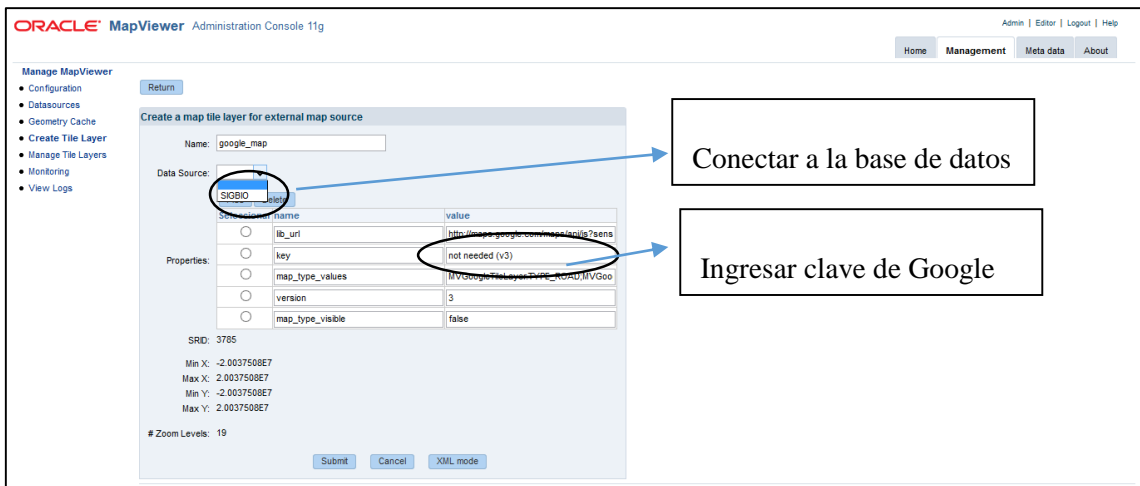 ORACLE MapViewer Administration Console 11g
Admin | Editor | Logout | Help
Home Management Meta data About
Manage MapViewer
Configuration
Datasources
Geometry Cache
Create Tile Layer
Manage Tile Layers
Monitoring
View Logs
Return
Create a map tile layer for external map source
Name: google_map
Data Source:
SIGBIO
Seleccionar name value
lib_url http://maps.google.com/maps/api/js?sens
Properties:
key not needed (v3)
map_type_values MVGoogleTileLayer.TYPE_ROAD;MVGoo
version 3
map_type_visible false
SRID: 3785
Min X: -2.0037508E7
Max X: 2.0037508E7
Min Y: -2.0037508E7
Max Y: 2.0037508E7
# Zoom Levels: 19
Submit Cancel XML mode
Conectar a la base de datos
Ingresar clave de Google